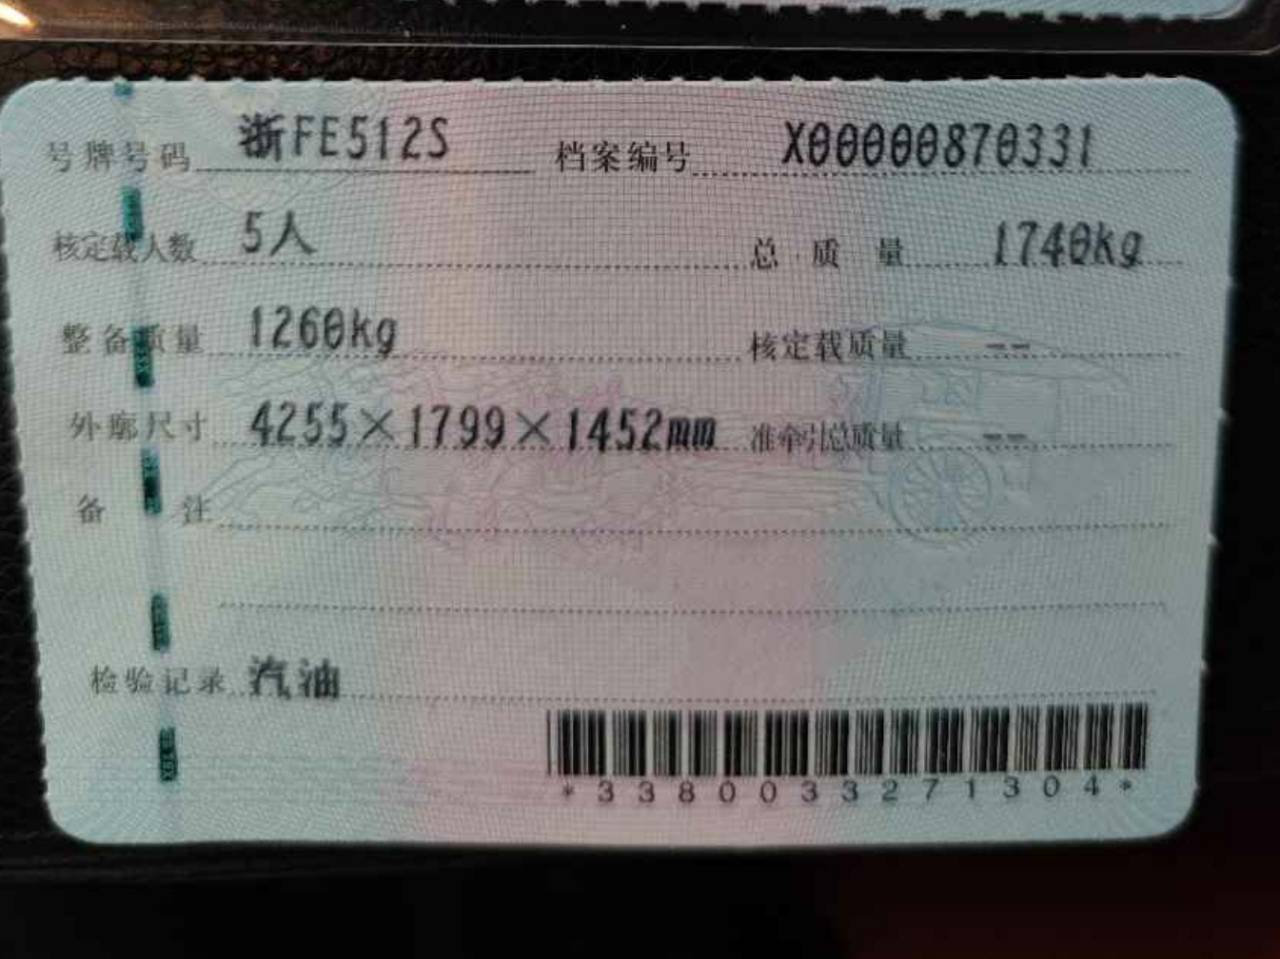 号牌号码 浙FE512S 档案编号 X00000870331
核定载人数 5人 总质量 1740kg
整备质量 1260kg 核定载质量 --
外廓尺寸 4255×1799×1452mm 准牵引总质量 --
备注
检验记录 汽油
*3380033271304*